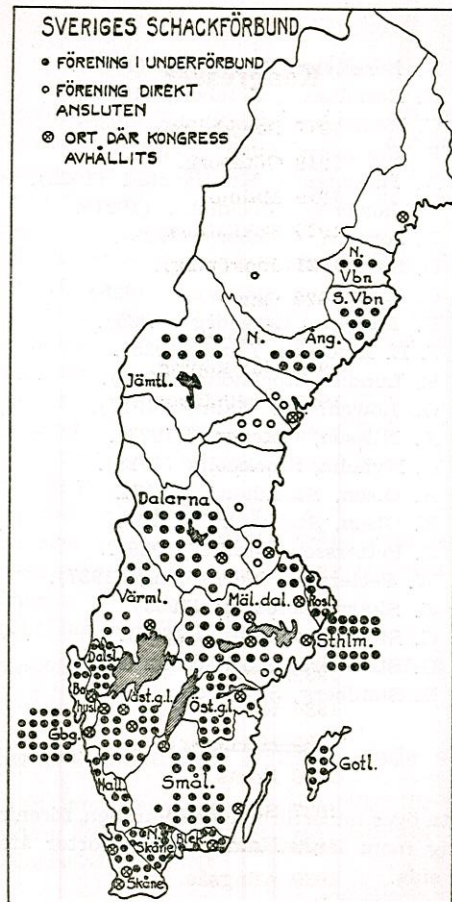 SVERIGES SCHACKFÖRBUND
FÖRENING I UNDERFÖRBUND
FÖRENING DIREKT
ANSLUTEN
ORT DÄR KONGRESS
AVHÅLLITS
N.
Vbn
S.Vbn
N. Ång.
Jämtl.
Dalarna
Värml.
Mäl.dal.
Rosl.
Sthlm.
Dalsl.
Bo
husl.
Väst.g.l.
Öst.g.l.
Gbg.
Gotl.
Hall.
Smål.
N.
Skåne
Bl.
Skåne